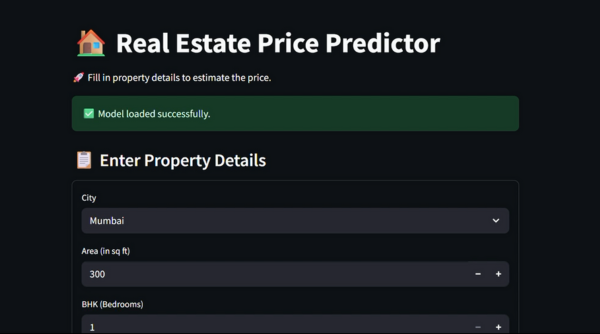 Real Estate Price Predictor
🚀 Fill in property details to estimate the price.
✅ Model loaded successfully.
📋 Enter Property Details
City
Mumbai
Area (in sq ft)
300
− +
BHK (Bedrooms)
1
− +